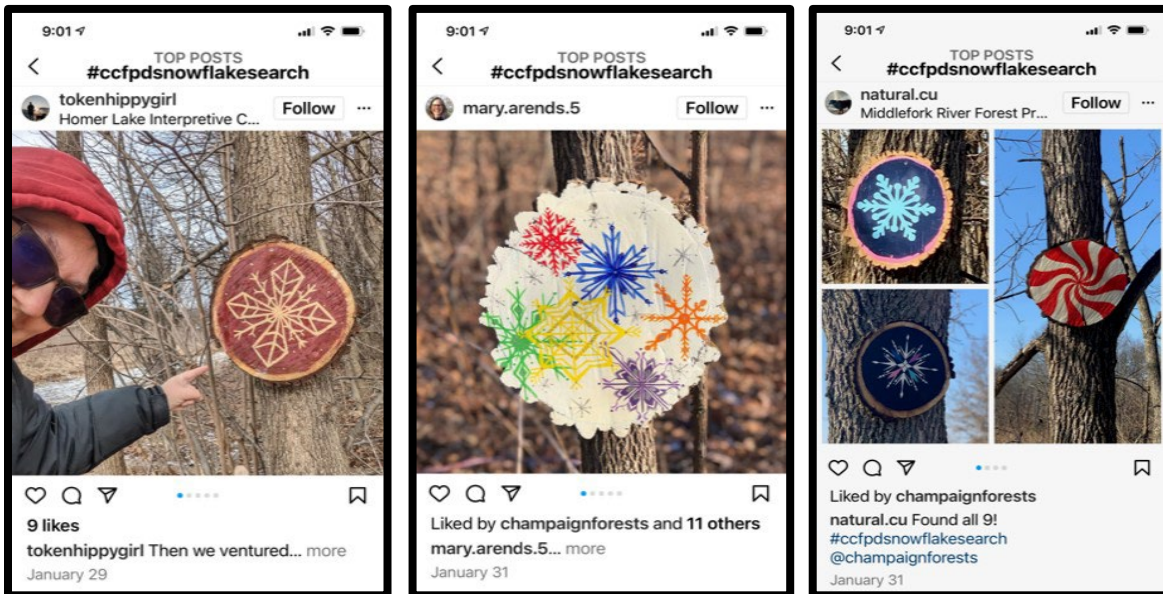 9:01
TOP POSTS
#ccfpdsnowflakesearch
tokenhippygirl
Homer Lake Interpretive C...
Follow
9 likes
tokenhippygirl Then we ventured... more
January 29
9:01
TOP POSTS
#ccfpdsnowflakesearch
mary.arends.5
Follow
Liked by champaignforests and 11 others
mary.arends.5... more
January 31
9:01
TOP POSTS
#ccfpdsnowflakesearch
natural.cu
Middlefork River Forest Pr...
Follow
Liked by champaignforests
natural.cu Found all 9!
#ccfpdsnowflakesearch
@champaignforests
January 31